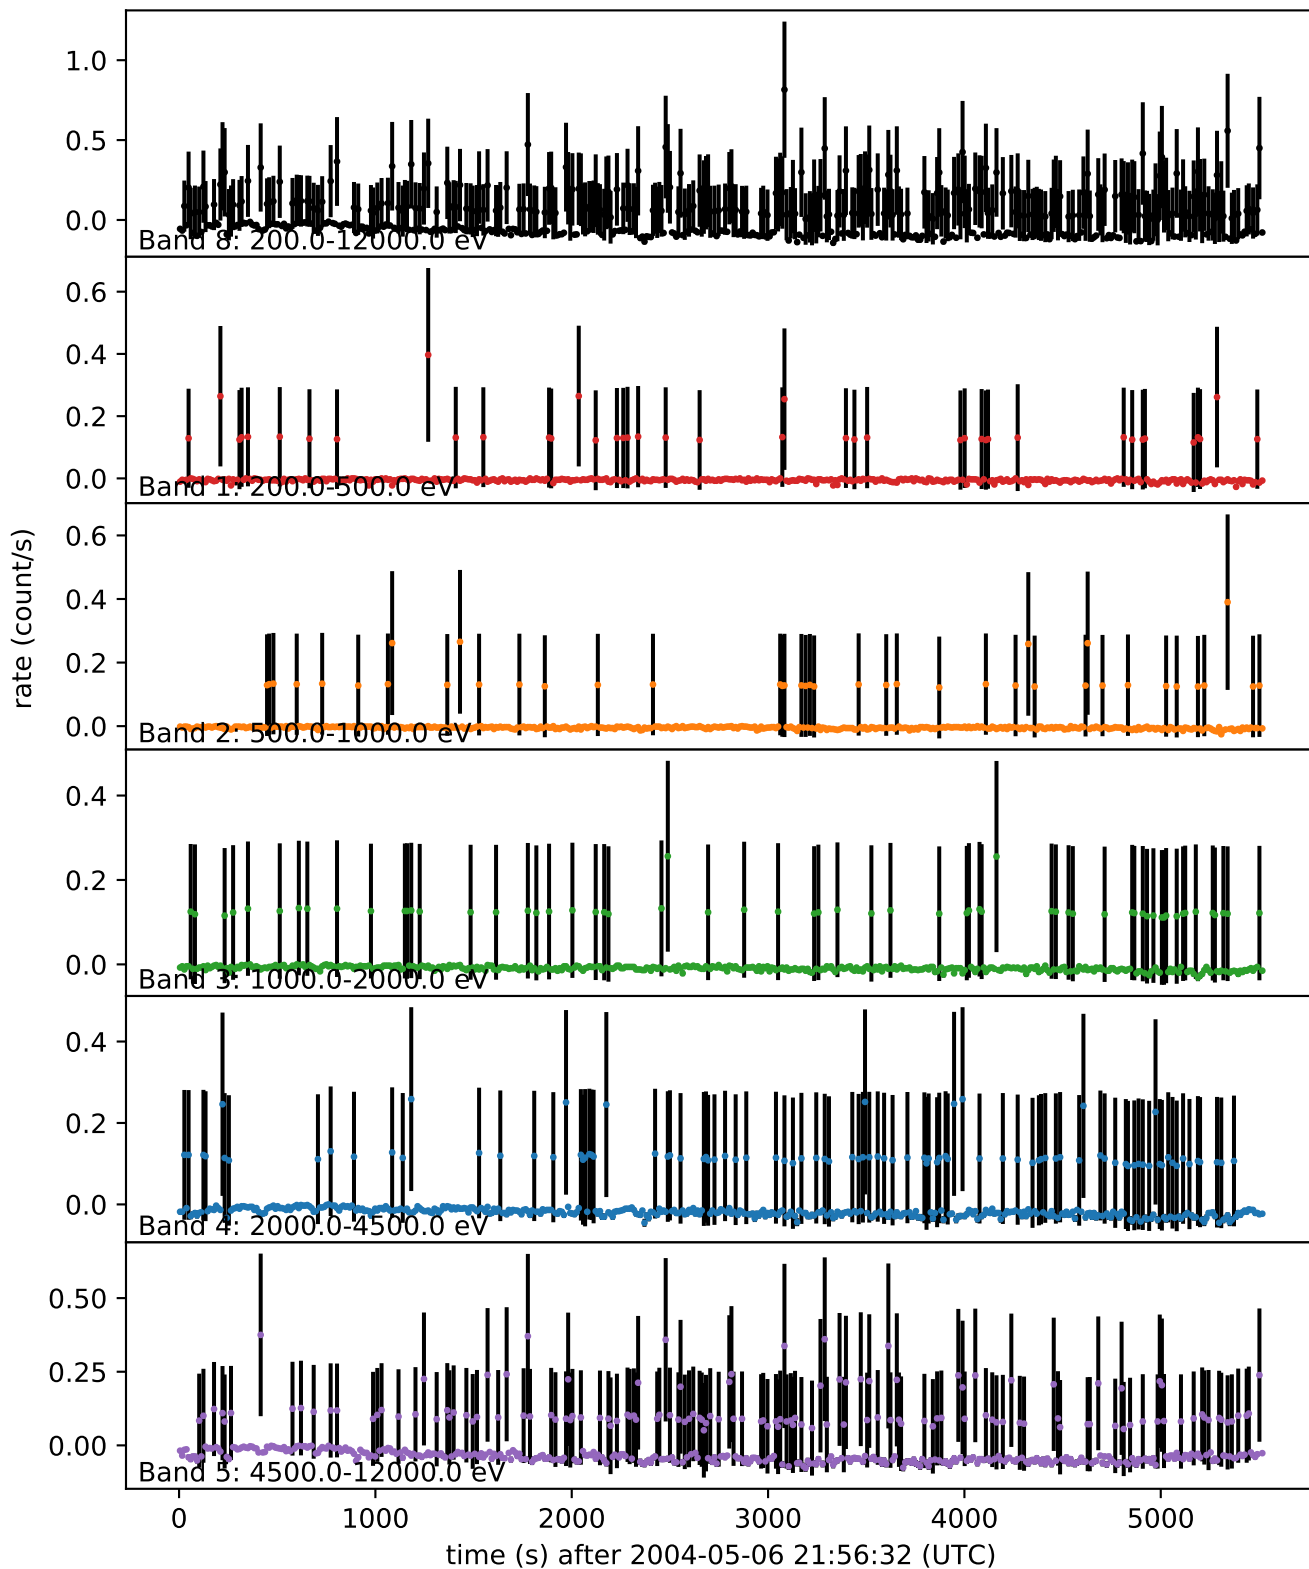 1.0
0.5
0.0
Band 8: 200.0-12000.0 eV
0.6
0.4
0.2
0.0
Band 1: 200.0-500.0 eV
0.6
0.4
0.2
0.0
Band 2: 500.0-1000.0 eV
rate (count/s)
0.4
0.2
0.0
Band 3: 1000.0-2000.0 eV
0.4
0.2
0.0
Band 4: 2000.0-4500.0 eV
0.50
0.25
0.00
Band 5: 4500.0-12000.0 eV
0 1000 2000 3000 4000 5000
time (s) after 2004-05-06 21:56:32 (UTC)